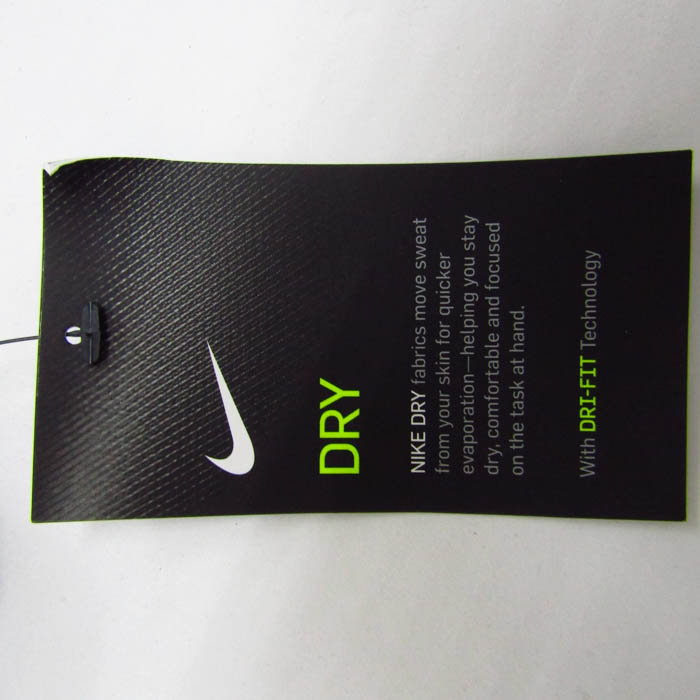 DRY
NIKE DRY fabrics move sweat
from your skin for quicker
evaporation—helping you stay
dry, comfortable and focused
on the task at hand.
With DRI-FIT Technology